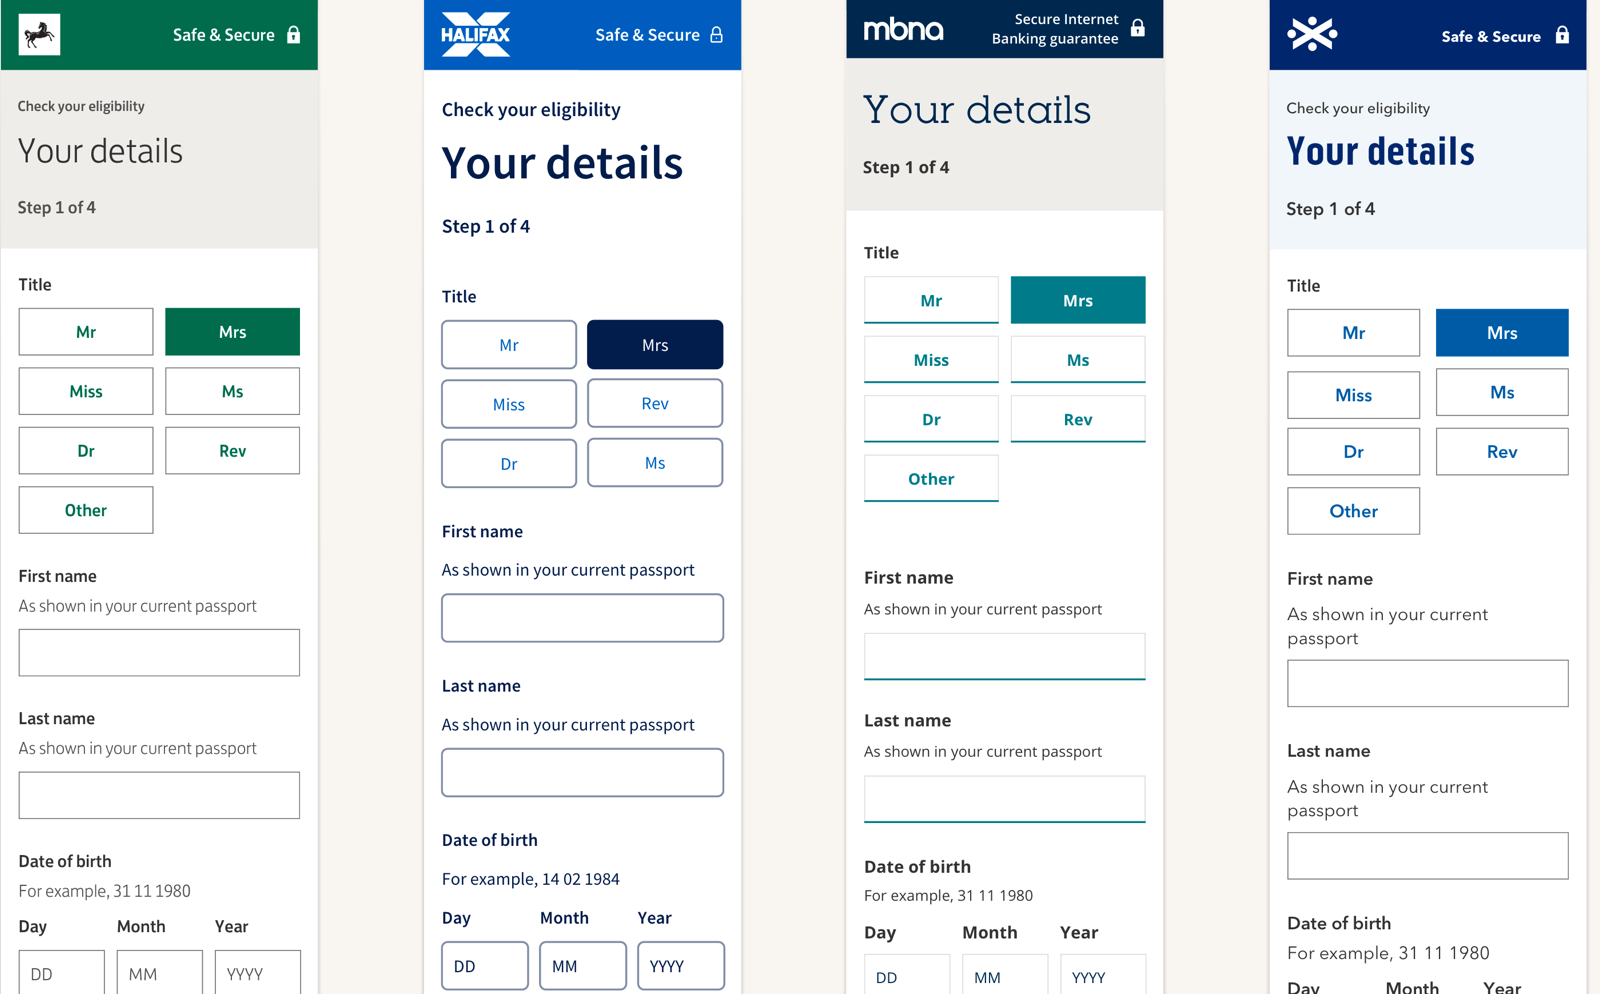 Safe & Secure
Check your eligibility
Your details
Step 1 of 4
Title
Mr
Mrs
Miss
Ms
Dr
Rev
Other
First name
As shown in your current passport
Last name
As shown in your current passport
Date of birth
For example, 31 11 1980
Day Month Year
DD MM YYYY
HALIFAX
Safe & Secure
Check your eligibility
Your details
Step 1 of 4
Title
Mr
Mrs
Miss
Rev
Dr
Ms
First name
As shown in your current passport
Last name
As shown in your current passport
Date of birth
For example, 14 02 1984
Day Month Year
DD MM YYYY
mbna
Secure Internet
Banking guarantee
Your details
Step 1 of 4
Title
Mr
Mrs
Miss
Ms
Dr
Rev
Other
First name
As shown in your current passport
Last name
As shown in your current passport
Date of birth
For example, 31 11 1980
Day Month Year
DD MM YYYY
Safe & Secure
Check your eligibility
Your details
Step 1 of 4
Title
Mr
Mrs
Miss
Ms
Dr
Rev
Other
First name
As shown in your current
passport
Last name
As shown in your current
passport
Date of birth
For example, 31 11 1980
Day Month Year